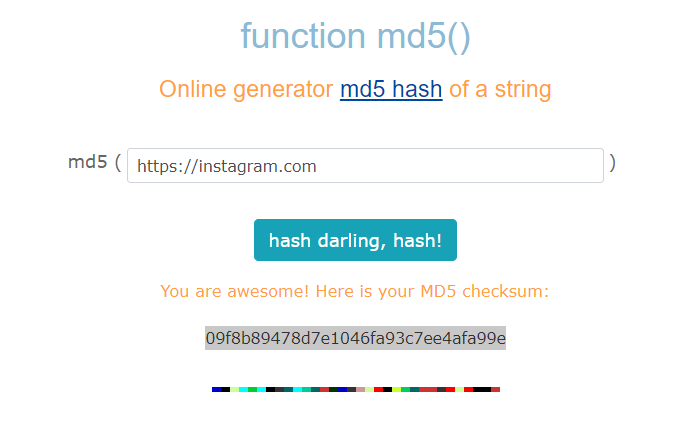 function md5()
Online generator md5 hash of a string
md5 ( https://instagram.com )
hash darling, hash!
You are awesome! Here is your MD5 checksum:
09f8b89478d7e1046fa93c7ee4afa99e